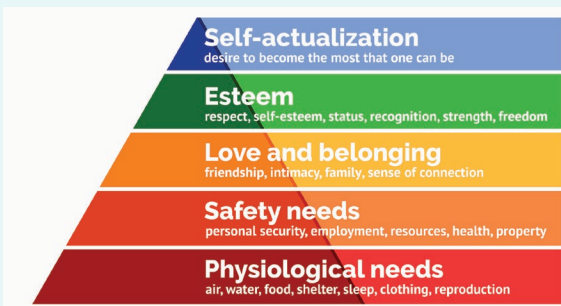 Self-actualization
desire to become the most that one can be
Esteem
respect, self-esteem, status, recognition, strength, freedom
Love and belonging
friendship, intimacy, family, sense of connection
Safety needs
personal security, employment, resources, health, property
Physiological needs
air, water, food, shelter, sleep, clothing, reproduction